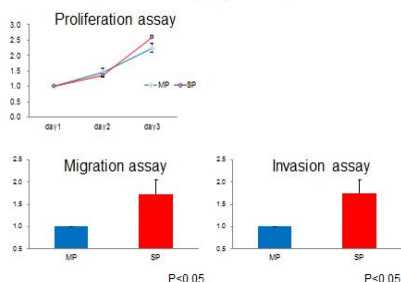 Proliferation assay
3.0
2.5
2.0
1.5
1.0
0.5
0.0
MP SP
day1 day2 day3
Migration assay
2.5
2.0
1.5
1.0
0.5
MP SP
P<0.05
Invasion assay
2.5
2.0
1.5
1.0
0.5
MP SP
P<0.05